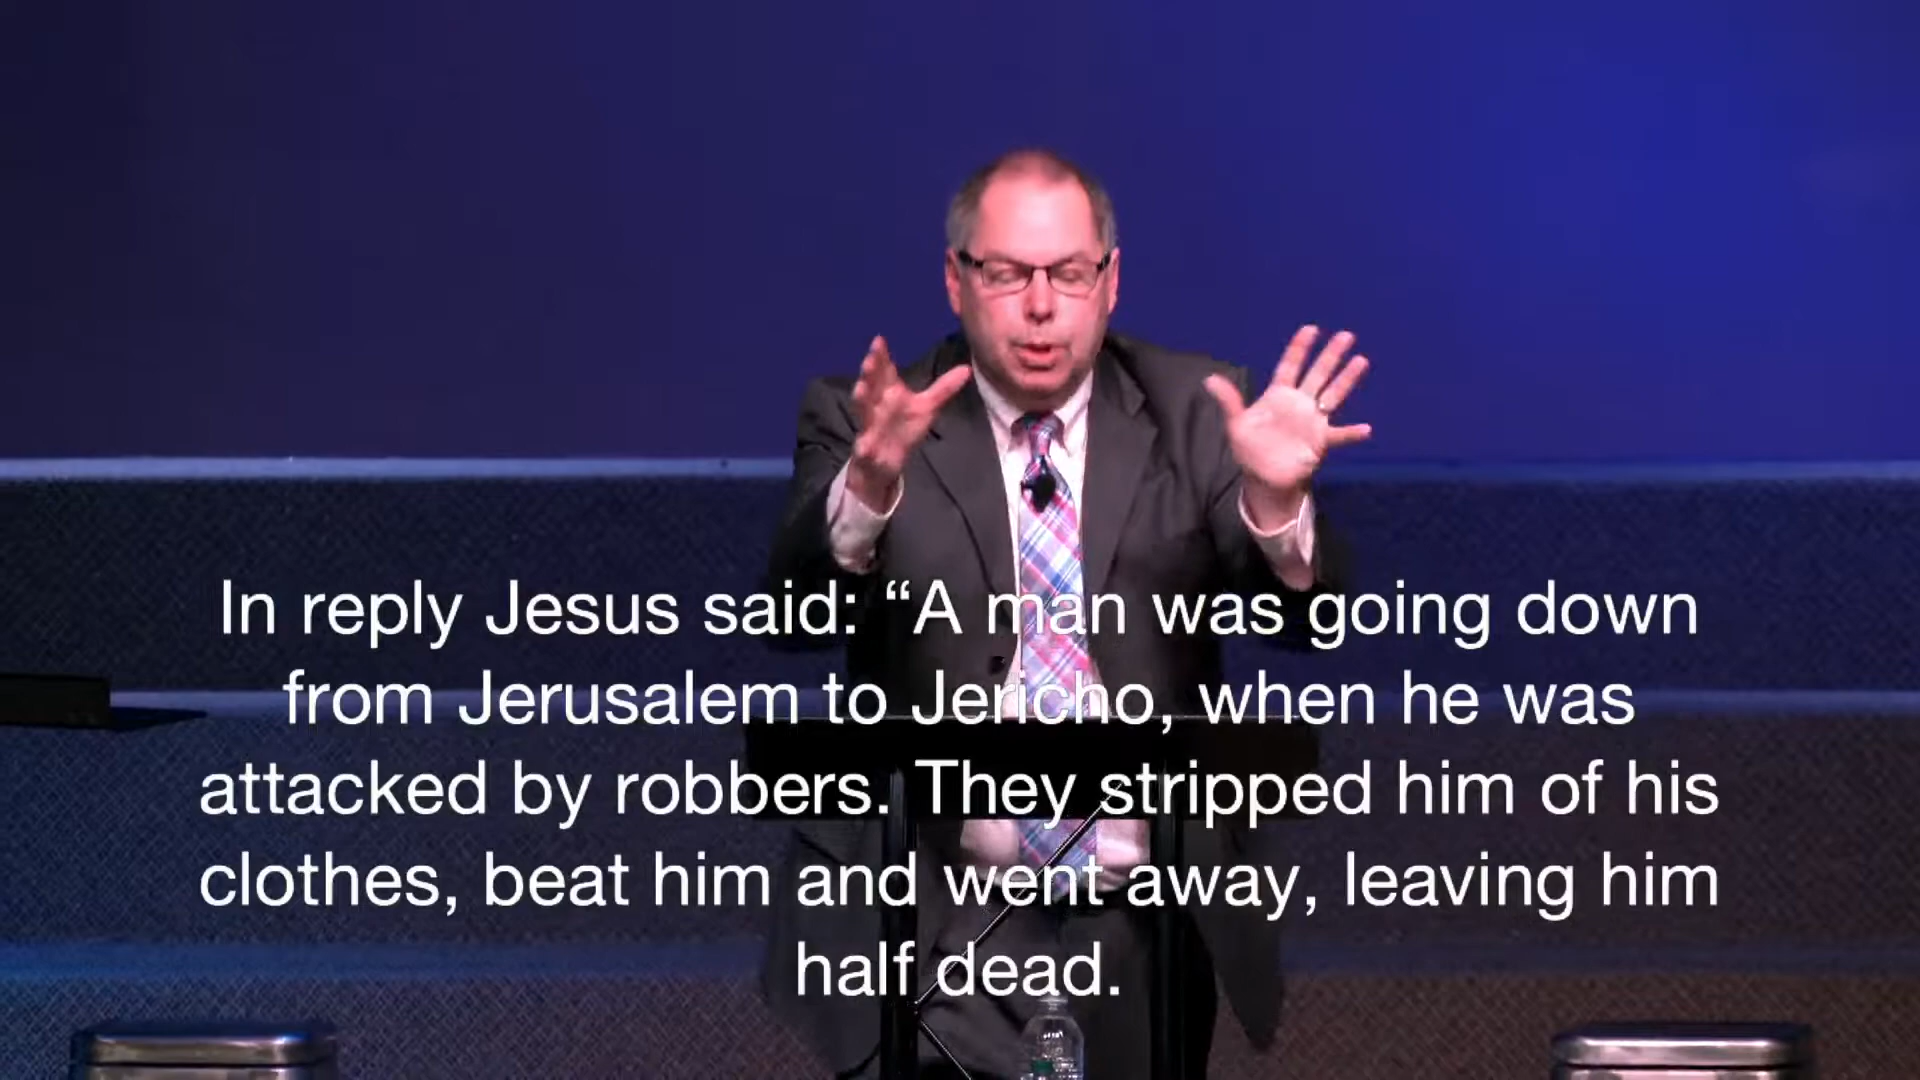 In reply Jesus said: “A man was going down
from Jerusalem to Jericho, when he was
attacked by robbers. They stripped him of his
clothes, beat him and went away, leaving him
half dead.